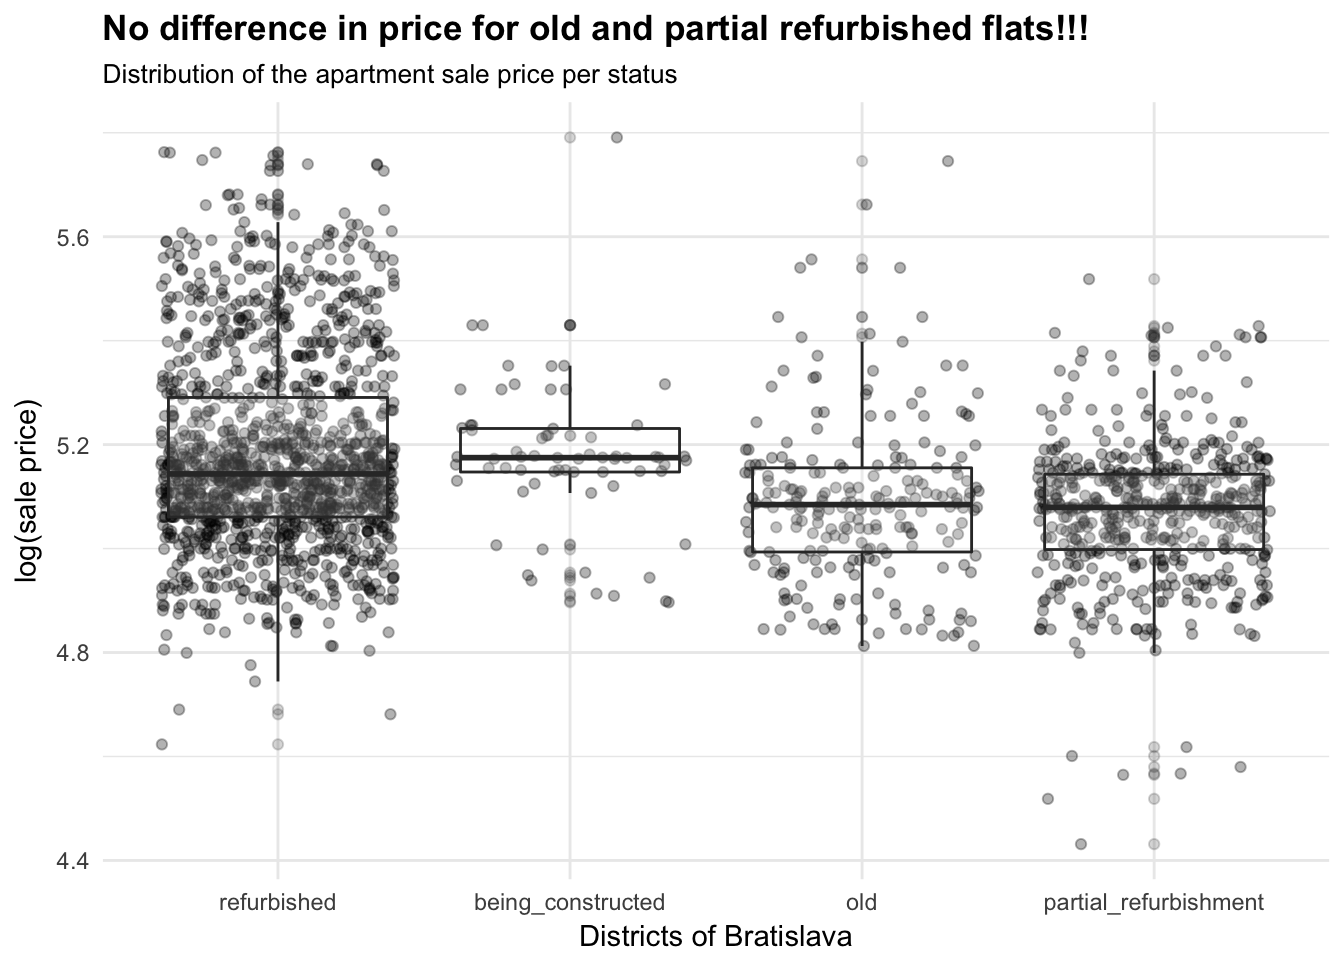 No difference in price for old and partial refurbished flats!!!
Distribution of the apartment sale price per status
log(sale price)
5.6
5.2
4.8
4.4
refurbished
being_constructed
old
partial_refurbishment
Districts of Bratislava